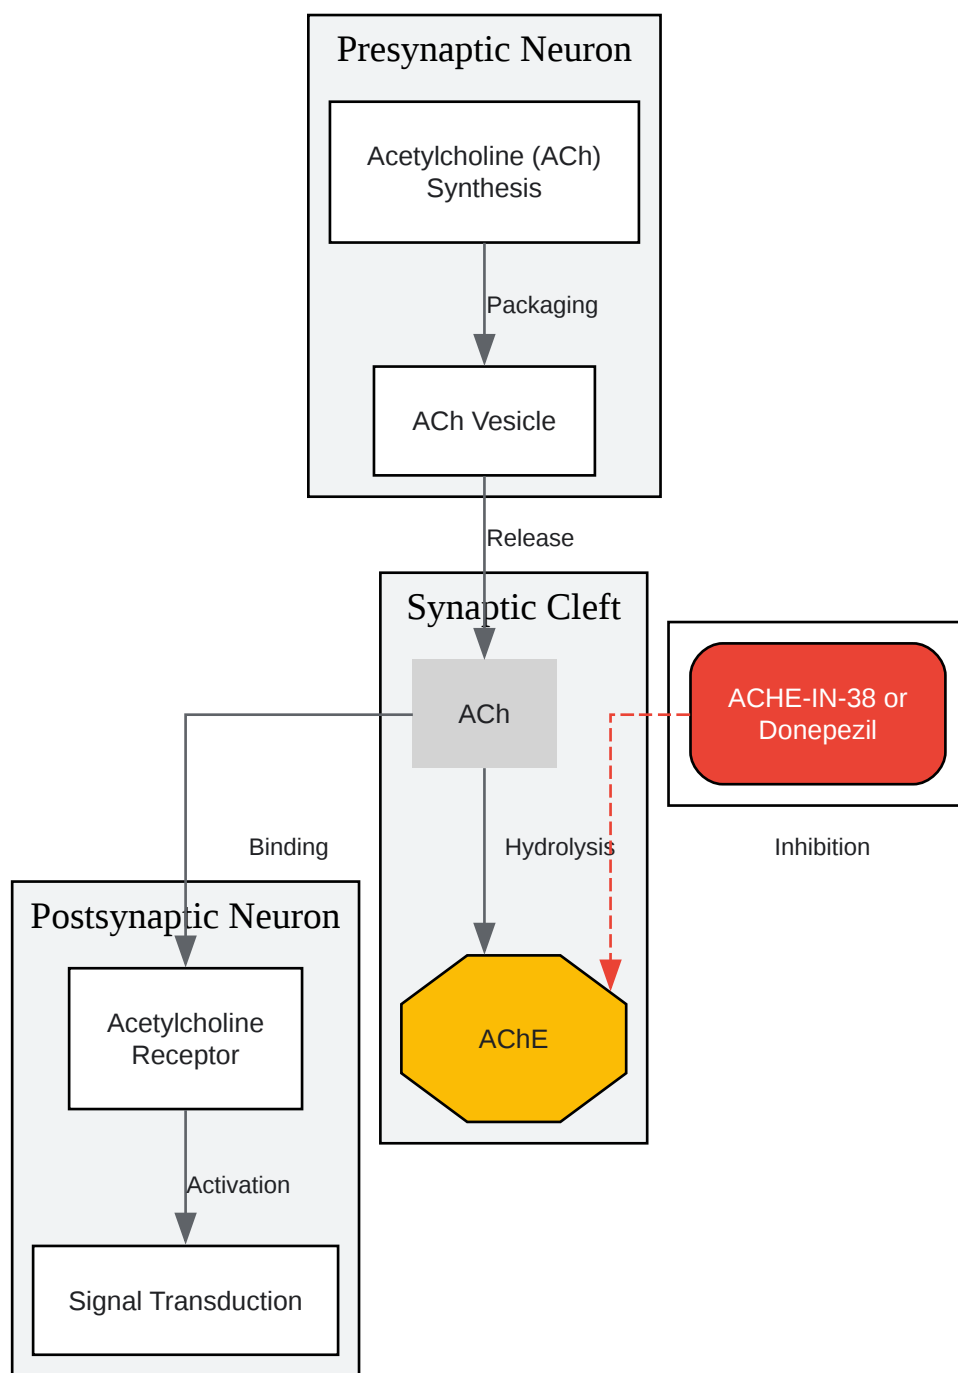 Presynaptic Neuron
Acetylcholine (ACh)
Synthesis
Packaging
ACh Vesicle
Release
Synaptic Cleft
ACh
ACHE-IN-38 or
Donepezil
Binding
Hydrolysis
Inhibition
Postsynaptic Neuron
Acetylcholine
Receptor
AChE
Activation
Signal Transduction